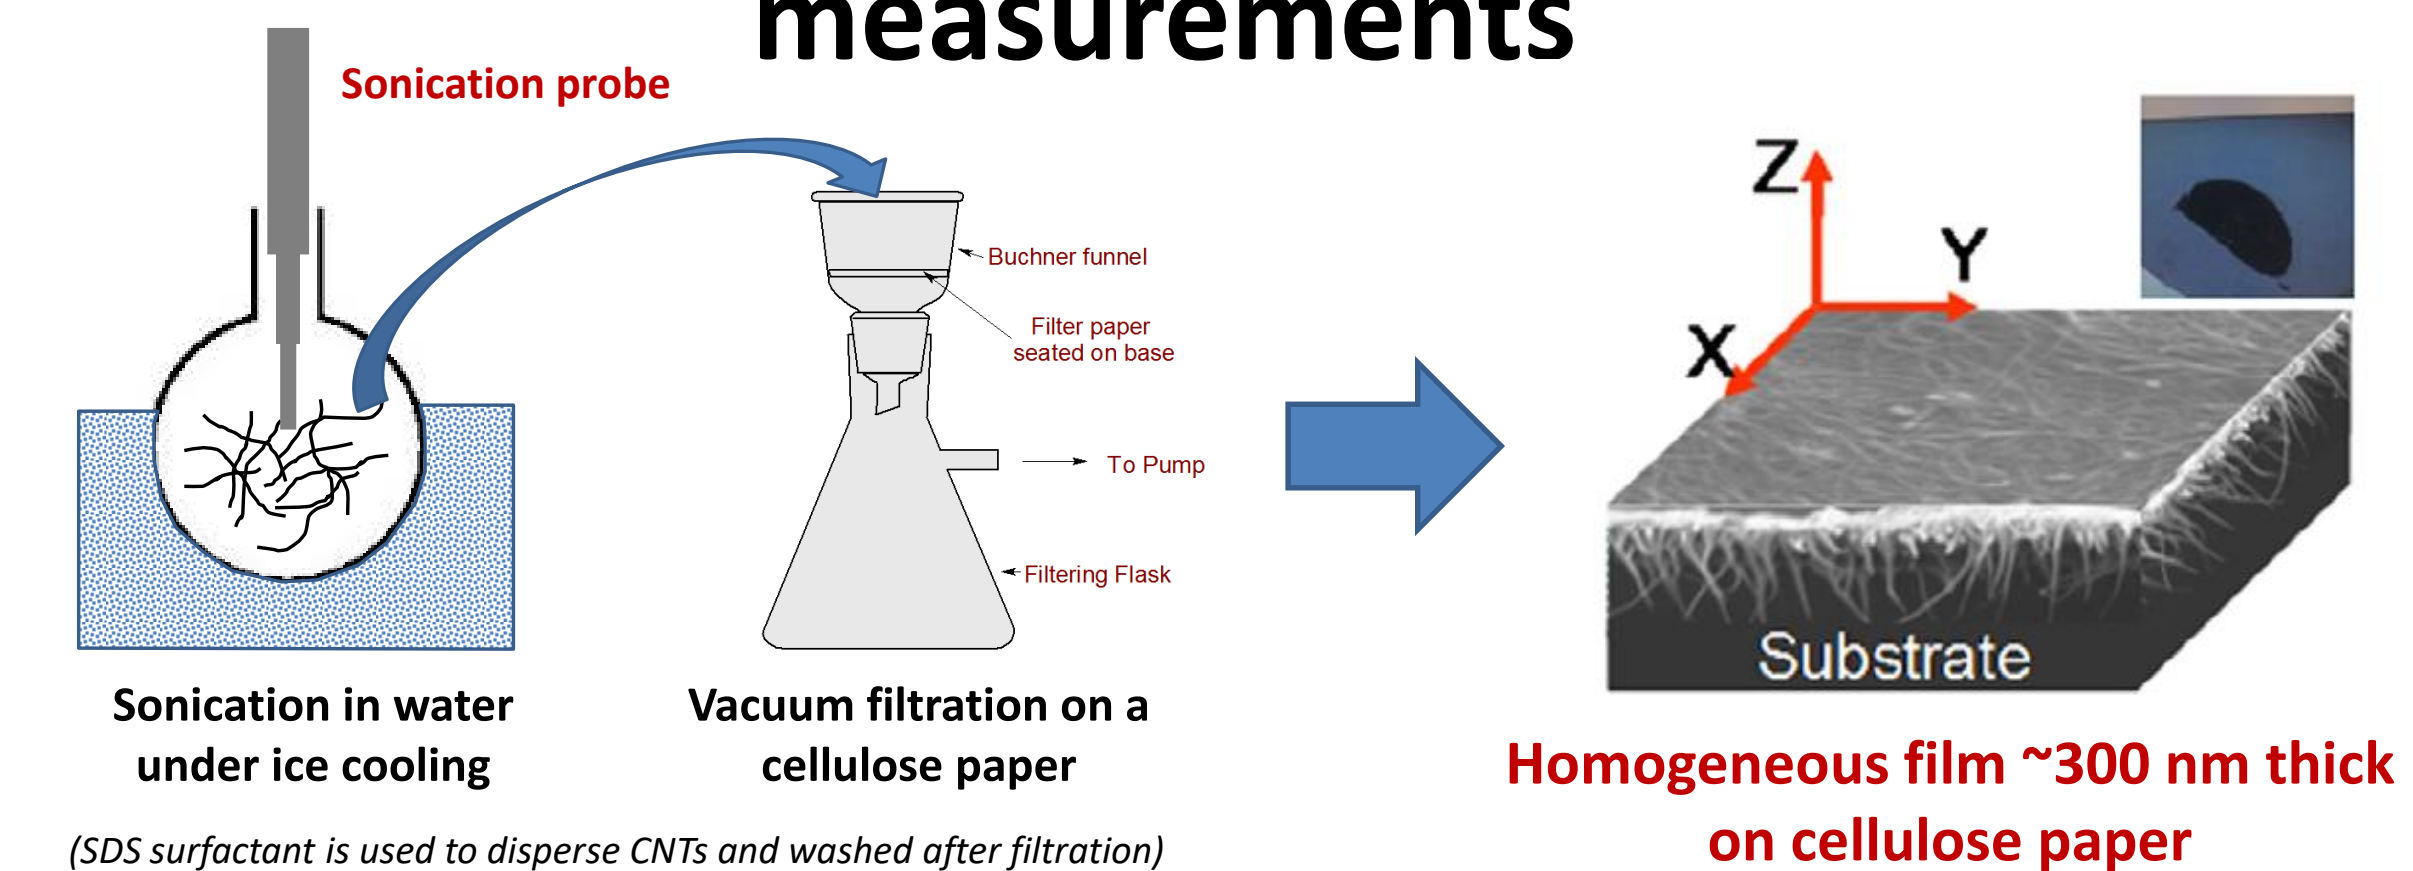 measurements
Sonication probe
Buchner funnel
Filter paper
seated on base
To Pump
Filtering Flask
Z
Y
X
Substrate
Sonication in water
under ice cooling
Vacuum filtration on a
cellulose paper
Homogeneous film ~300 nm thick
on cellulose paper
(SDS surfactant is used to disperse CNTs and washed after filtration)